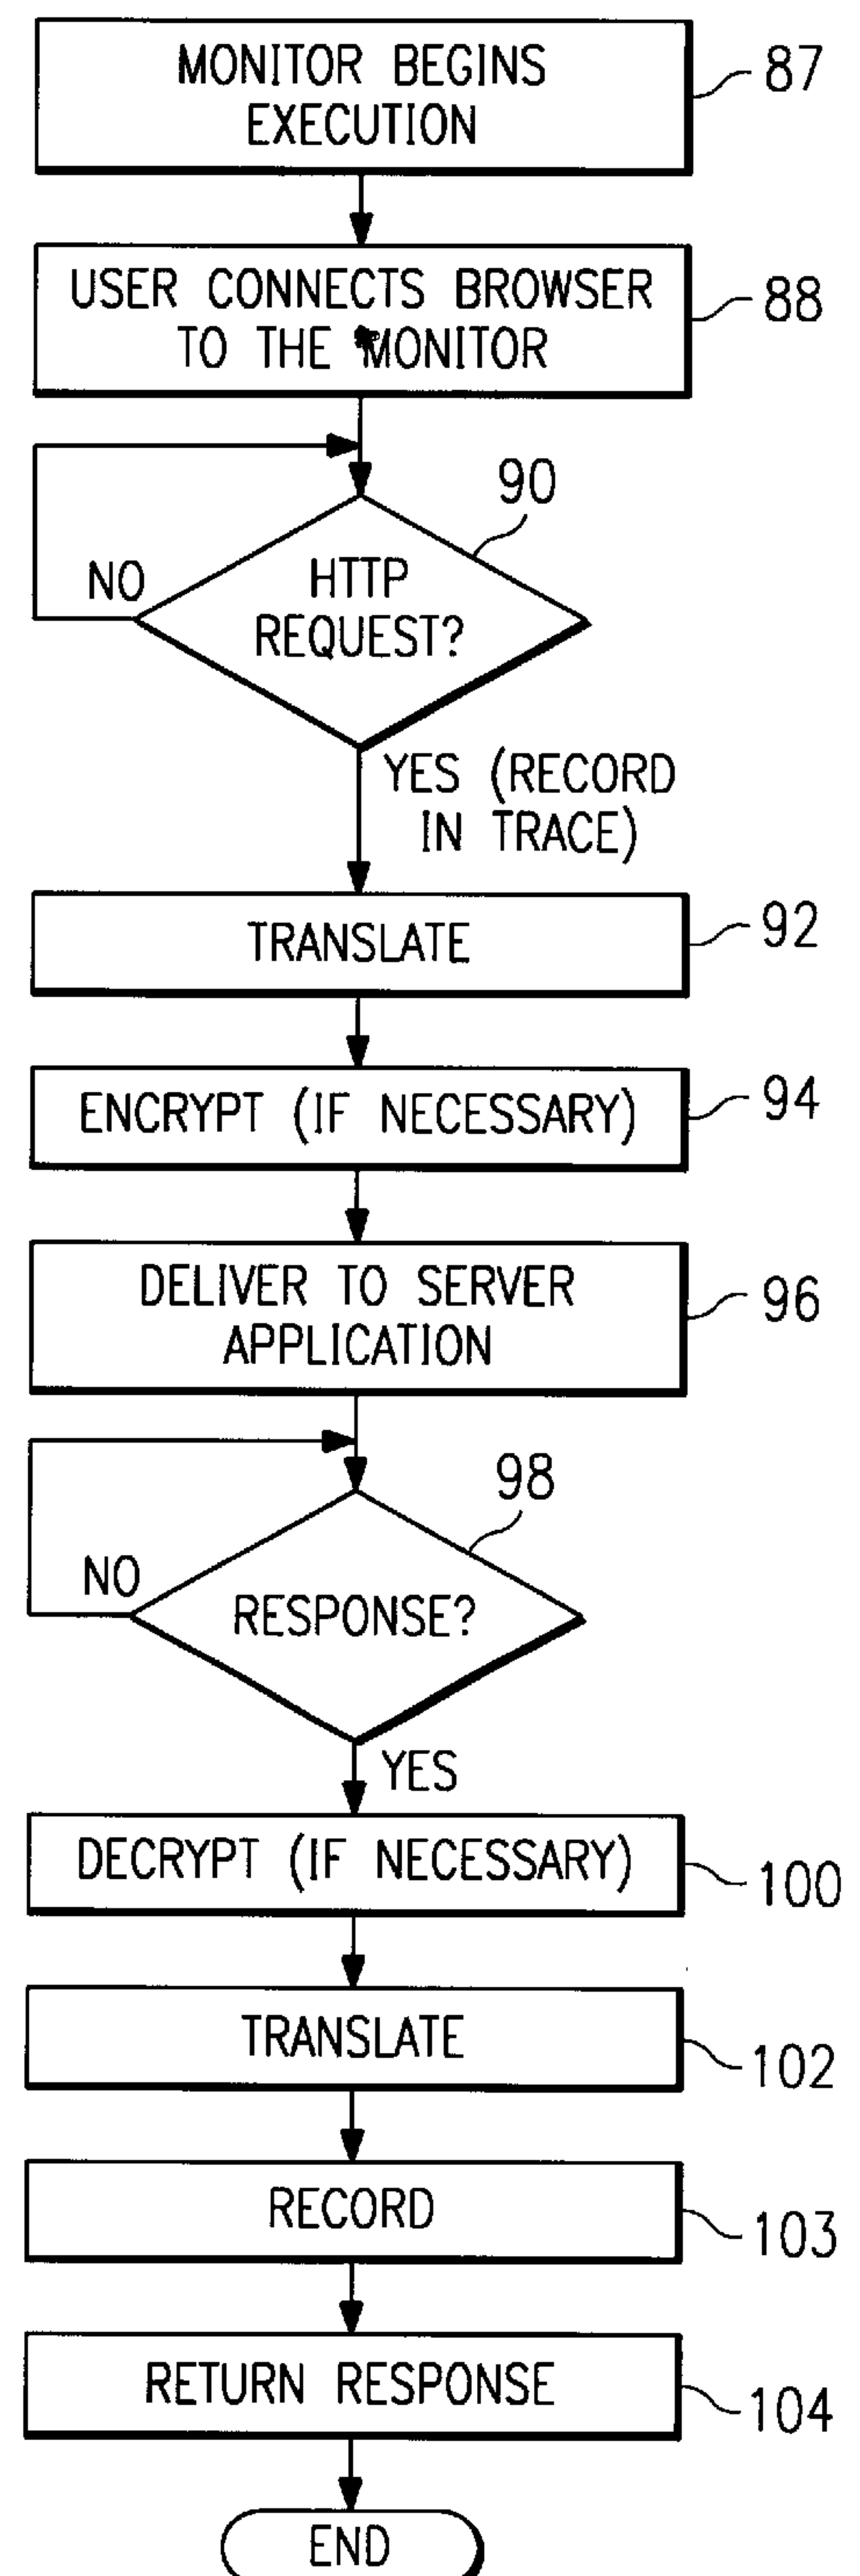 MONITOR BEGINS
EXECUTION
87
USER CONNECTS BROWSER
TO THE MONITOR
88
90
HTTP
REQUEST?
NO
YES (RECORD
IN TRACE)
TRANSLATE
92
ENCRYPT (IF NECESSARY)
94
DELIVER TO SERVER
APPLICATION
96
98
RESPONSE?
NO
YES
DECRYPT (IF NECESSARY)
100
TRANSLATE
102
RECORD
103
RETURN RESPONSE
104
END